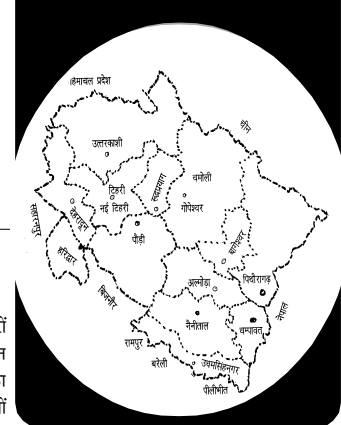 हिमाचल प्रदेश
चीन
उत्तरकाशी
चमोली
टिहरी
रूद्रप्रयाग
नई टिहरी
गोपेश्वर
देहरादून
सहारनपुर
पौड़ी
हरिद्वार
बागेश्वर
पिथौरागढ़
अल्मोड़ा
बिजनौर
नेपाल
नैनीताल
चम्पावत
रामपुर
बरेली
उधमसिंहनगर
पीलीभीत